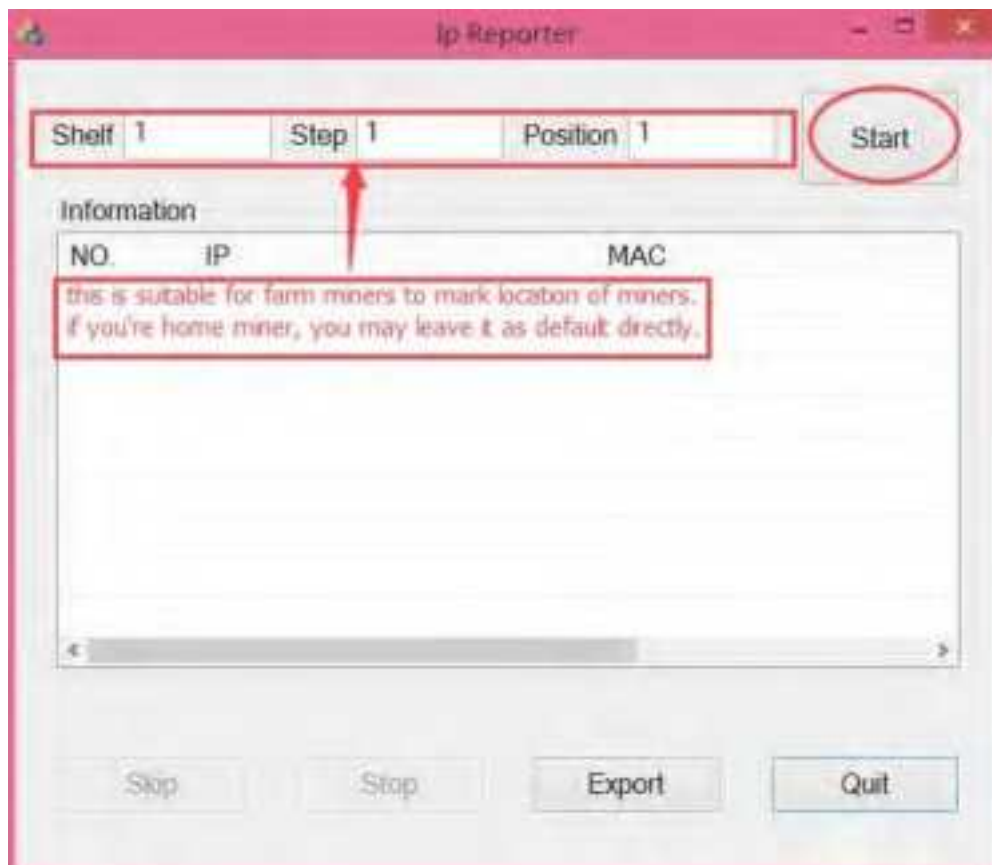 Ip Reporter
Shelf 1 Step 1 Position 1 Start
Information
NO. IP MAC
this is suitable for farm miners to mark location of miners.
if you're home miner, you may leave it as default directly.
Skip Stop Export Quit